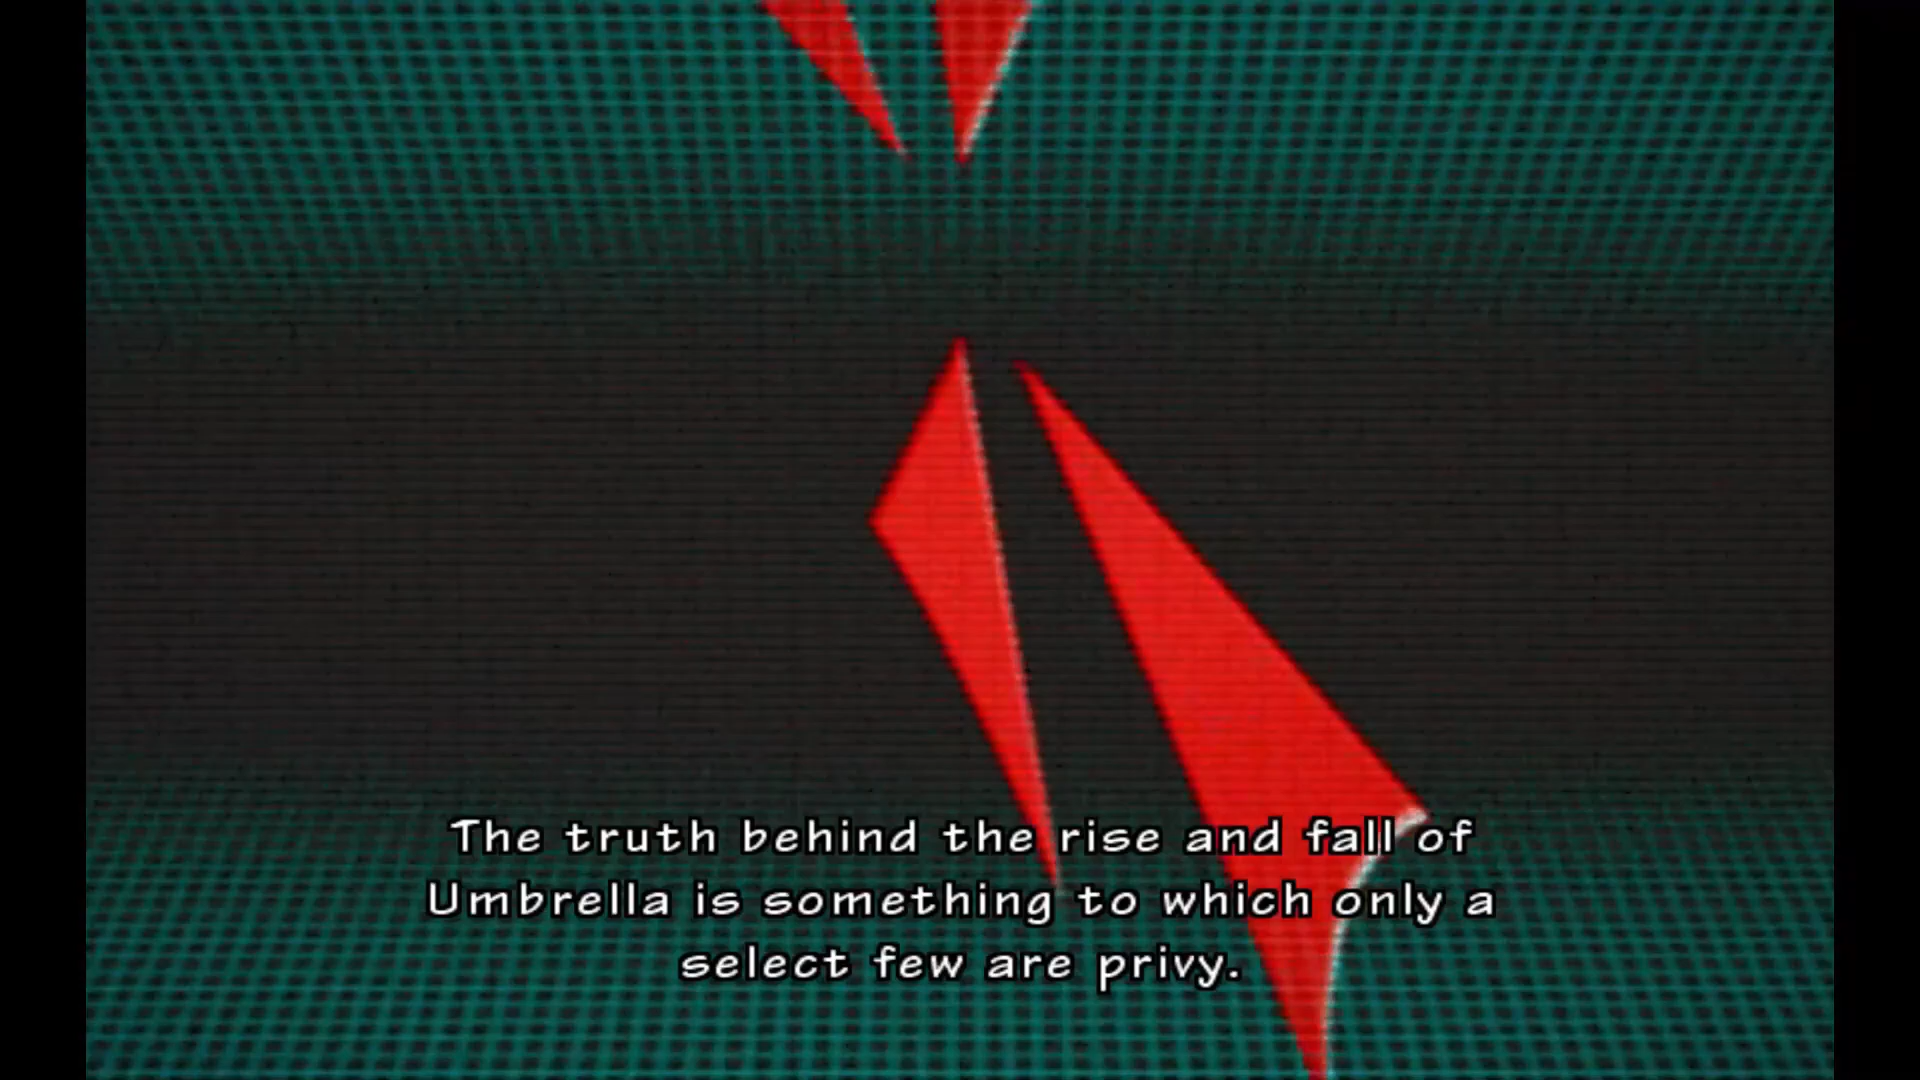 The truth behind the rise and fall of
Umbrella is something to which only a
select few are privy.